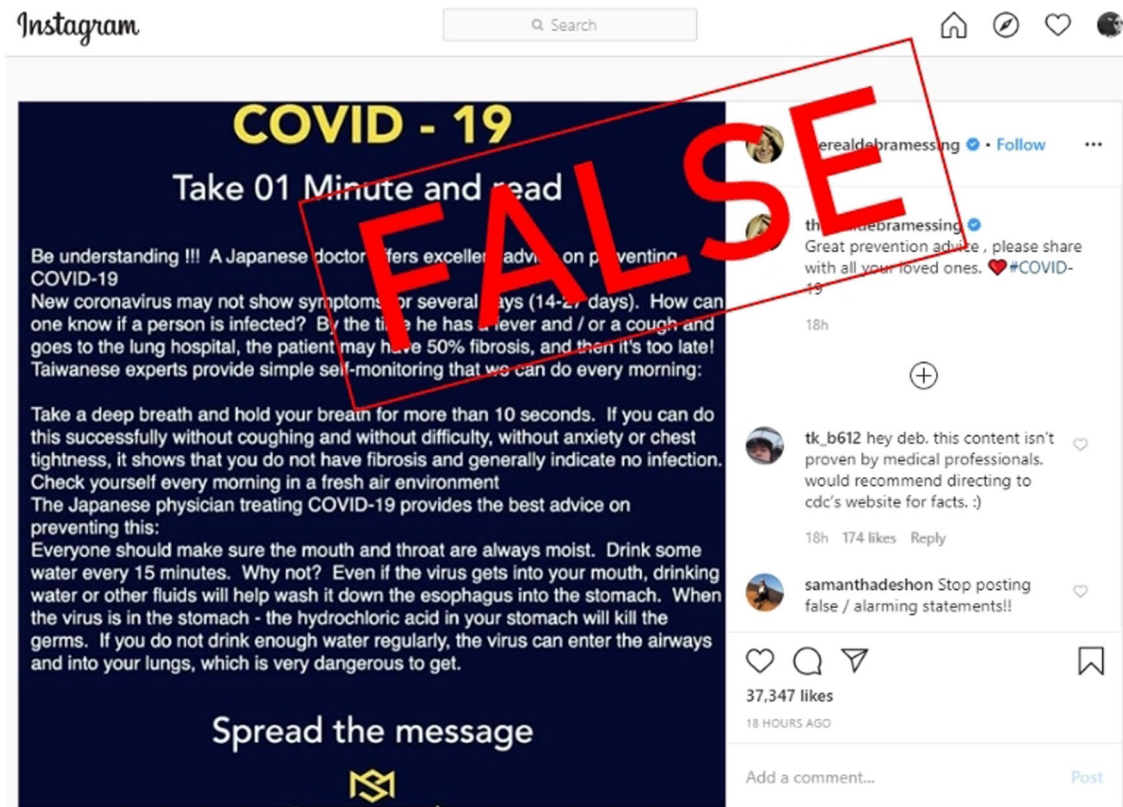 Instagram
Search
COVID - 19
Take 01 Minute and read
Be understanding !!! A Japanese doctor offers excellent advice on preventing
COVID-19
New coronavirus may not show symptoms for several days (14-27 days). How can
one know if a person is infected? By the time he has a fever and / or a cough and
goes to the lung hospital, the patient may have 50% fibrosis, and then it's too late!
Taiwanese experts provide simple self-monitoring that we can do every morning:
Take a deep breath and hold your breath for more than 10 seconds. If you can do
this successfully without coughing and without difficulty, without anxiety or chest
tightness, it shows that you do not have fibrosis and generally indicate no infection.
Check yourself every morning in a fresh air environment
The Japanese physician treating COVID-19 provides the best advice on
preventing this:
Everyone should make sure the mouth and throat are always moist. Drink some
water every 15 minutes. Why not? Even if the virus gets into your mouth, drinking
water or other fluids will help wash it down the esophagus into the stomach. When
the virus is in the stomach - the hydrochloric acid in your stomach will kill the
germs. If you do not drink enough water regularly, the virus can enter the airways
and into your lungs, which is very dangerous to get.
Spread the message
FALSE
therealdebramessing • Follow
therealdebramessing
Great prevention advice , please share
with all your loved ones. #COVID-
19
18h
tk_b612 hey deb. this content isn't
proven by medical professionals.
would recommend directing to
cdc's website for facts. :)
18h 174 likes Reply
samanthadeshon Stop posting
false / alarming statements!!
37,347 likes
18 HOURS AGO
Add a comment... Post